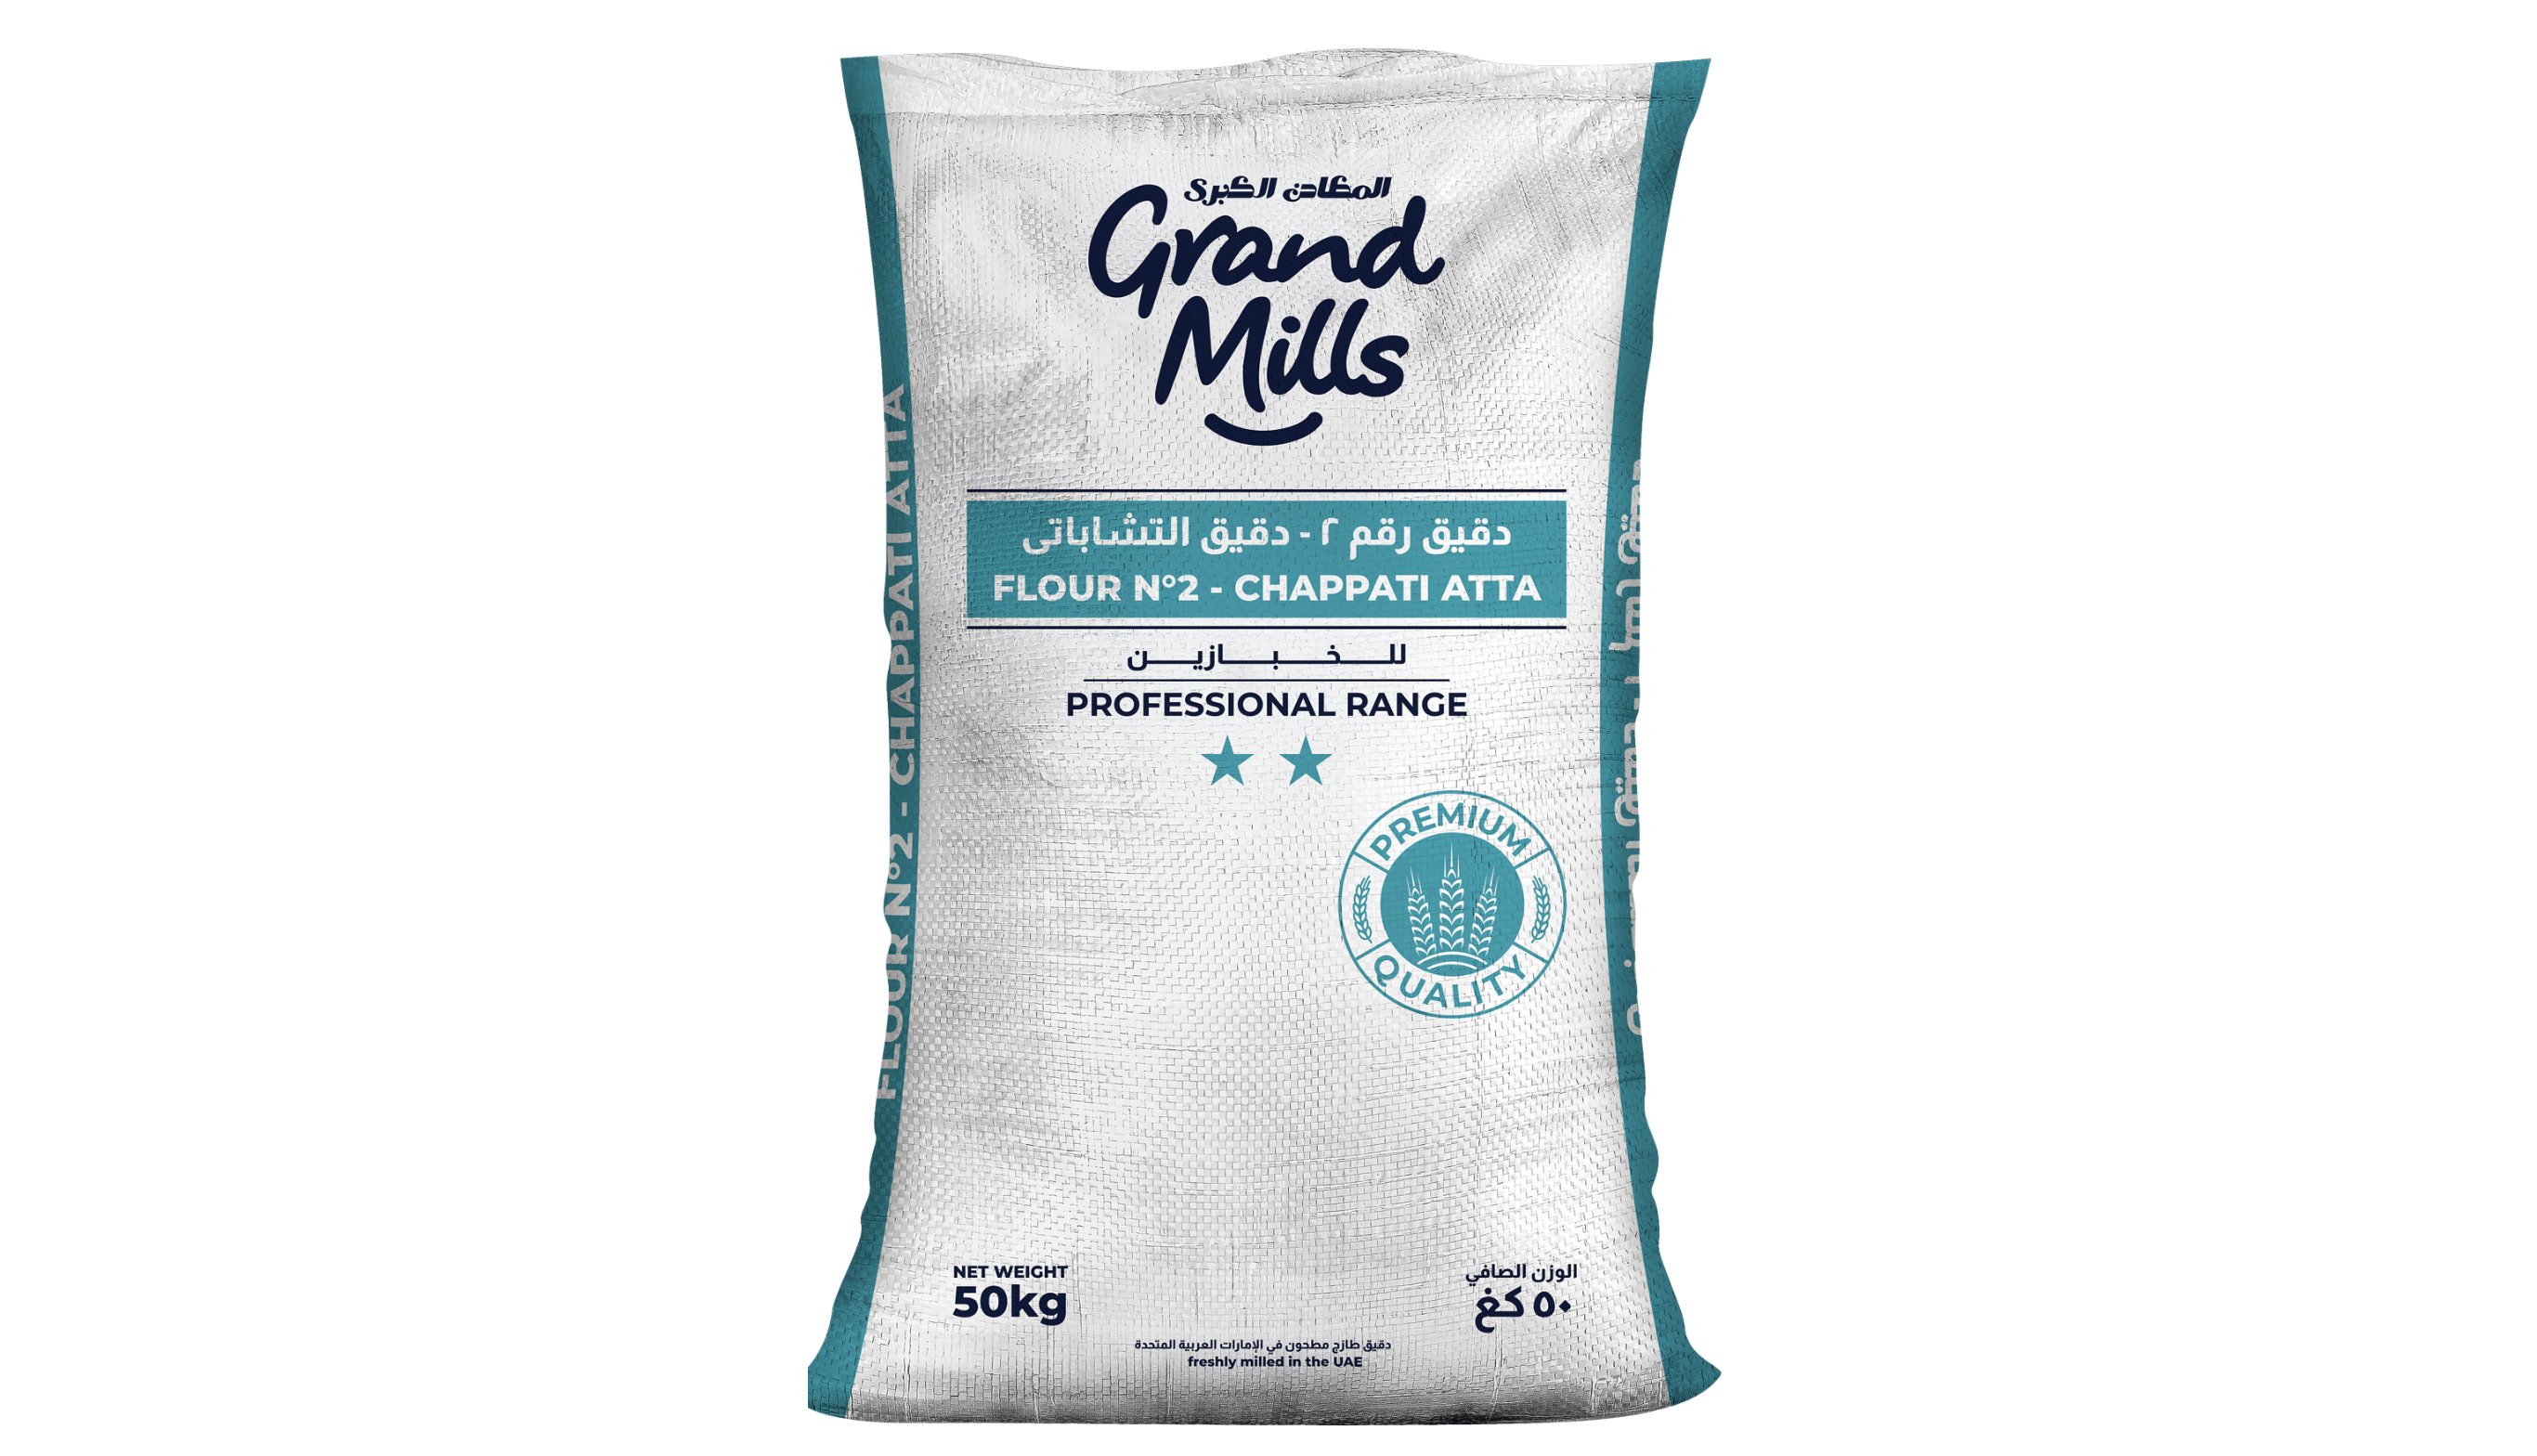 المطاحن الكبرى
Grand
Mills
دقيق رقم ٢ - دقيق التشاباتى
FLOUR N°2 - CHAPPATI ATTA
للخبازين
PROFESSIONAL RANGE
PREMIUM
QUALITY
NET WEIGHT
50kg
الوزن الصافي
٥٠ كغ
دقيق طازج مطحون في الإمارات العربية المتحدة
freshly milled in the UAE
FLOUR N°2 - CHAPPATI ATTA